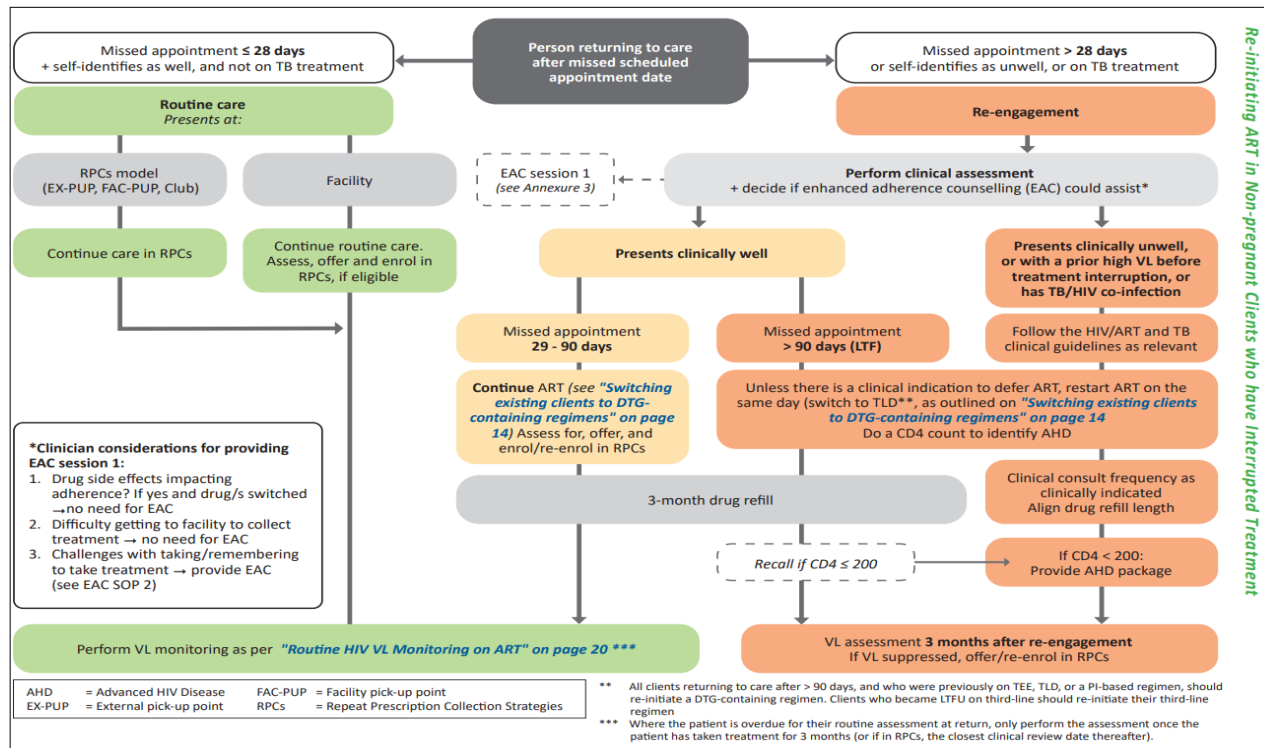 Person returning to care
after missed scheduled
appointment date
Missed appointment ≤ 28 days
+ self-identifies as well, and not on TB treatment
Routine care
Presents at:
RPCs model
(EX-PUP, FAC-PUP, Club)
Facility
Continue care in RPCs
Continue routine care.
Assess, offer and enrol in
RPCs, if eligible
Missed appointment > 28 days
or self-identifies as unwell, or on TB treatment
Re-engagement
EAC session 1
(see Annexure 3)
Perform clinical assessment
+ decide if enhanced adherence counselling (EAC) could assist*
Presents clinically well
Presents clinically unwell,
or with a prior high VL before
treatment interruption, or
has TB/HIV co-infection
Missed appointment
29 - 90 days
Missed appointment
> 90 days (LTF)
Follow the HIV/ART and TB
clinical guidelines as relevant
Continue ART (see "Switching
existing clients to DTG-
containing regimens" on page
14) Assess for, offer, and
enrol/re-enrol in RPCs
Unless there is a clinical indication to defer ART, restart ART on the
same day (switch to TLD**, as outlined on "Switching existing clients
to DTG-containing regimens" on page 14
Do a CD4 count to identify AHD
3-month drug refill
Clinical consult frequency as
clinically indicated
Align drug refill length
Recall if CD4 ≤ 200
If CD4 < 200:
Provide AHD package
*Clinician considerations for providing
EAC session 1:
1. Drug side effects impacting
adherence? If yes and drug/s switched
→no need for EAC
2. Difficulty getting to facility to collect
treatment → no need for EAC
3. Challenges with taking/remembering
to take treatment → provide EAC
(see EAC SOP 2)
Perform VL monitoring as per "Routine HIV VL Monitoring on ART" on page 20 ***
VL assessment 3 months after re-engagement
If VL suppressed, offer/re-enrol in RPCs
AHD = Advanced HIV Disease FAC-PUP = Facility pick-up point
EX-PUP = External pick-up point RPCs = Repeat Prescription Collection Strategies
** All clients returning to care after > 90 days, and who were previously on TEE, TLD, or a PI-based regimen, should
re-initiate a DTG-containing regimen. Clients who became LTFU on third-line should re-initiate their third-line
regimen
*** Where the patient is overdue for their routine assessment at return, only perform the assessment once the
patient has taken treatment for 3 months (or if in RPCs, the closest clinical review date thereafter).
Re-initiating ART in Non-pregnant Clients who have Interrupted Treatment